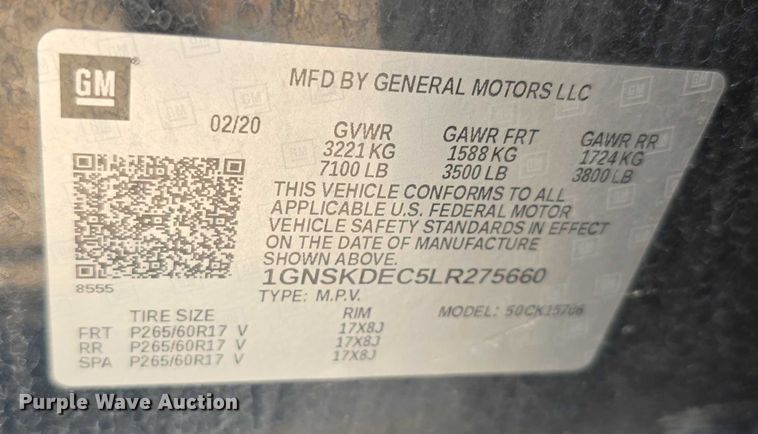 GM
MFD BY GENERAL MOTORS LLC
02/20 GVWR GAWR FRT GAWR RR
3221 KG 1588 KG 1724 KG
7100 LB 3500 LB 3800 LB
THIS VEHICLE CONFORMS TO ALL
APPLICABLE U.S. FEDERAL MOTOR
VEHICLE SAFETY STANDARDS IN EFFECT
ON THE DATE OF MANUFACTURE
SHOWN ABOVE.
1GNSKDEC5LR275660
8555
TYPE: M.P.V. MODEL: 50CK15706
TIRE SIZE RIM
FRT P265/60R17 V 17X8J
RR P265/60R17 V 17X8J
SPA P265/60R17 V 17X8J
Purple Wave Auction